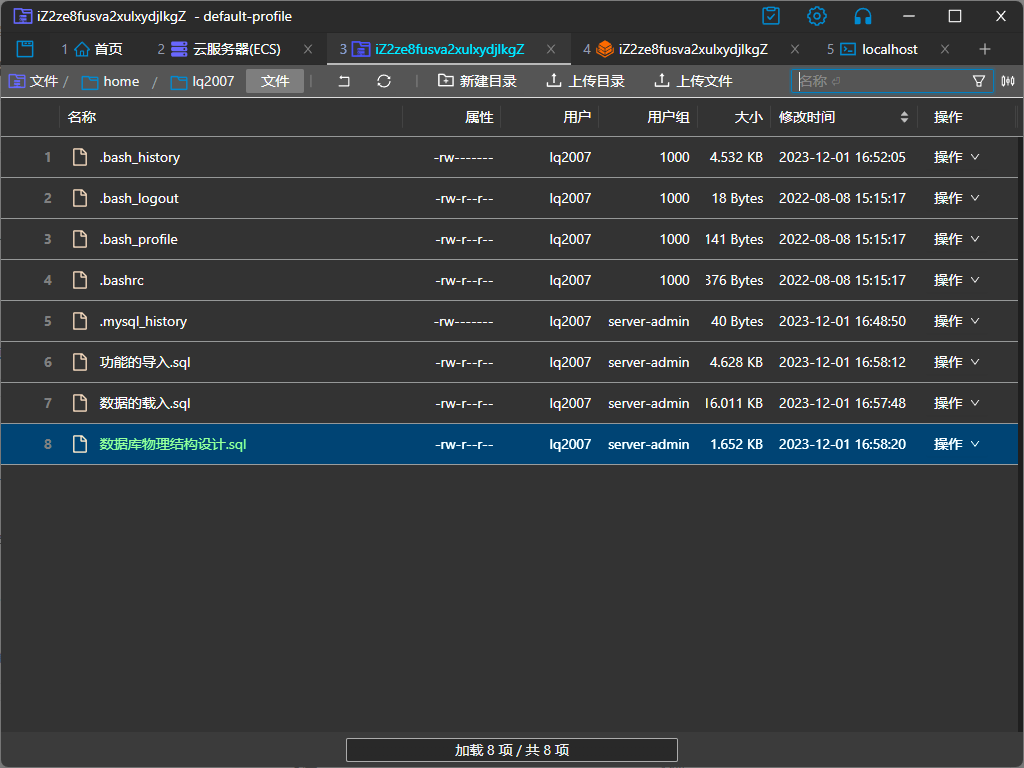 iZ2ze8fusva2xulxydjlkgZ - default-profile
1 首页 2 云服务器(ECS) 3 iZ2ze8fusva2xulxydjlkgZ 4 iZ2ze8fusva2xulxydjlkgZ 5 localhost
文件 / home / lq2007 文件 新建目录 上传目录 上传文件 名称
名称 属性 用户 用户组 大小 修改时间 操作
1 .bash_history -rw------- lq2007 1000 4.532 KB 2023-12-01 16:52:05 操作
2 .bash_logout -rw-r--r-- lq2007 1000 18 Bytes 2022-08-08 15:15:17 操作
3 .bash_profile -rw-r--r-- lq2007 1000 141 Bytes 2022-08-08 15:15:17 操作
4 .bashrc -rw-r--r-- lq2007 1000 376 Bytes 2022-08-08 15:15:17 操作
5 .mysql_history -rw------- lq2007 server-admin 40 Bytes 2023-12-01 16:48:50 操作
6 功能的导入.sql -rw-r--r-- lq2007 server-admin 4.628 KB 2023-12-01 16:58:12 操作
7 数据的载入.sql -rw-r--r-- lq2007 server-admin 16.011 KB 2023-12-01 16:57:48 操作
8 数据库物理结构设计.sql -rw-r--r-- lq2007 server-admin 1.652 KB 2023-12-01 16:58:20 操作
加载 8 项 / 共 8 项